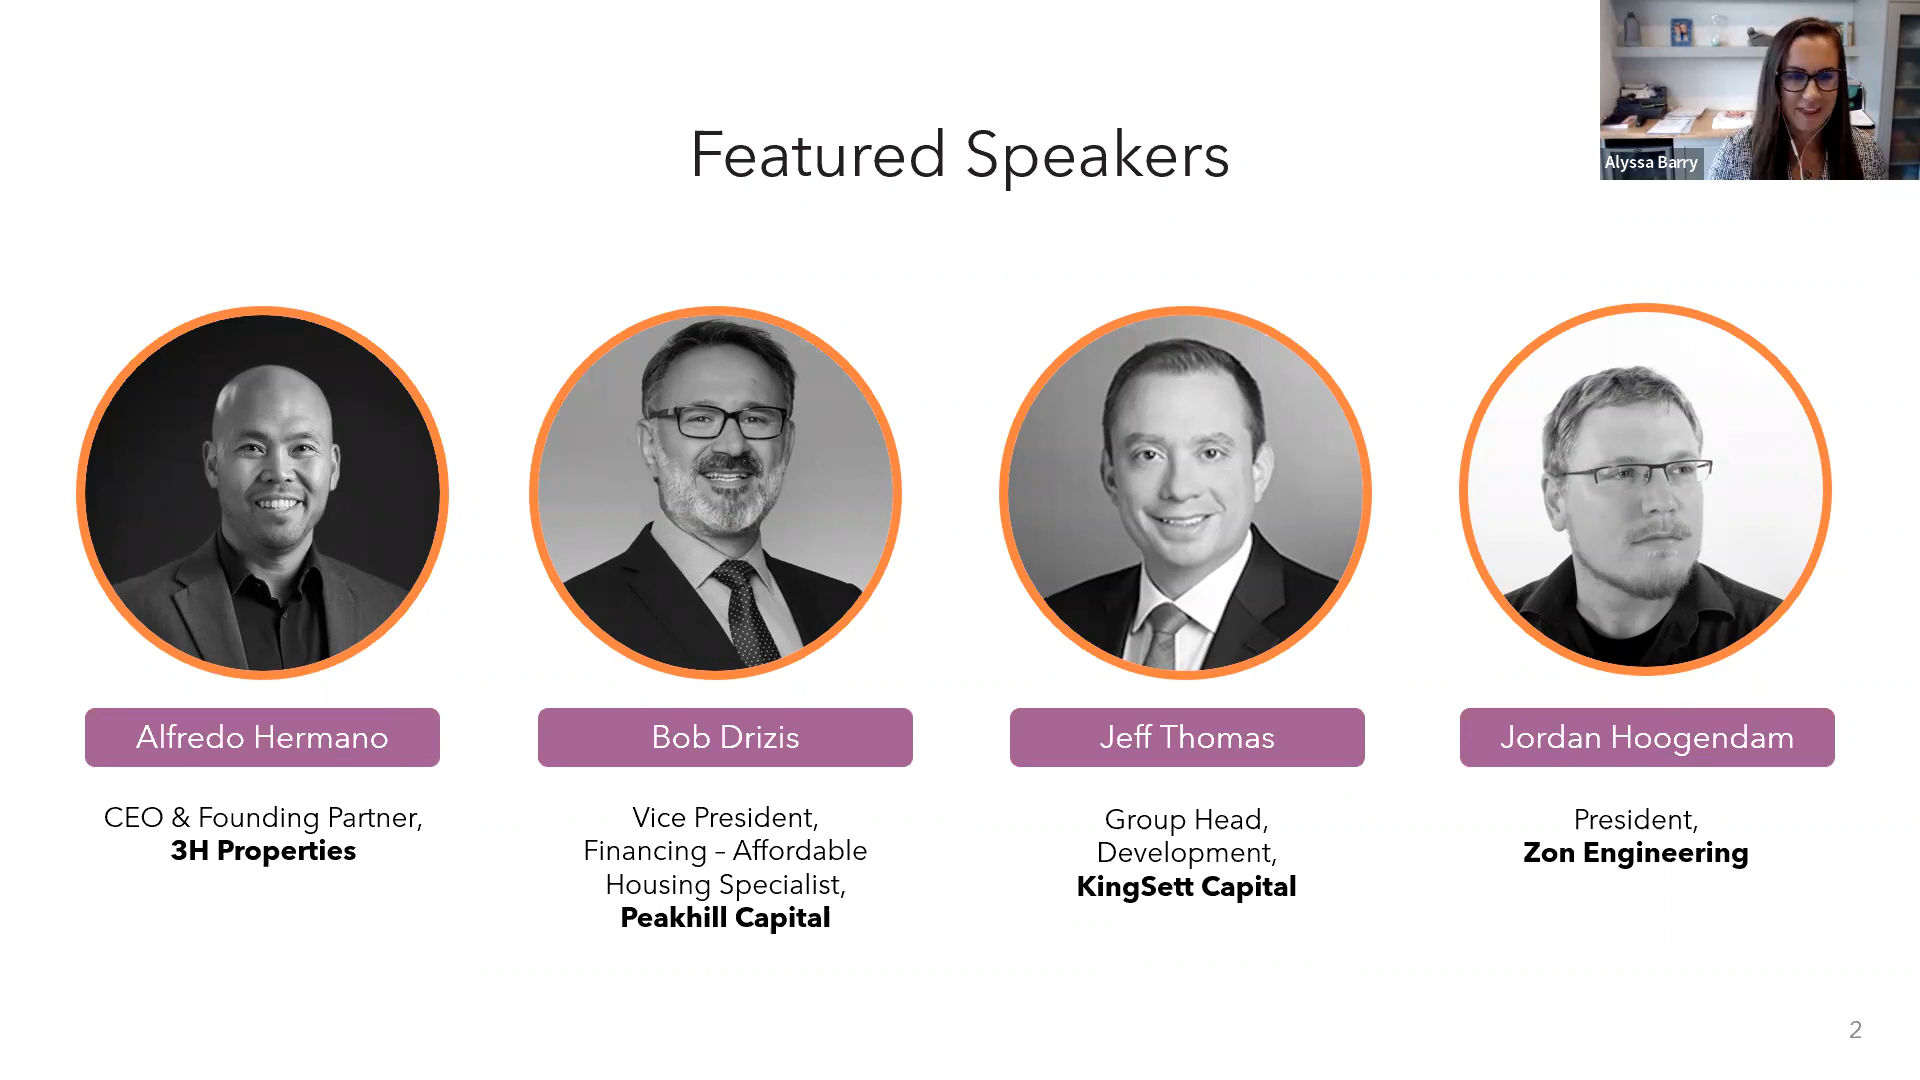 Featured Speakers
Alyssa Barry
Alfredo Hermano
CEO & Founding Partner,
3H Properties
Bob Drizis
Vice President,
Financing – Affordable
Housing Specialist,
Peakhill Capital
Jeff Thomas
Group Head,
Development,
KingSett Capital
Jordan Hoogendam
President,
Zon Engineering
2